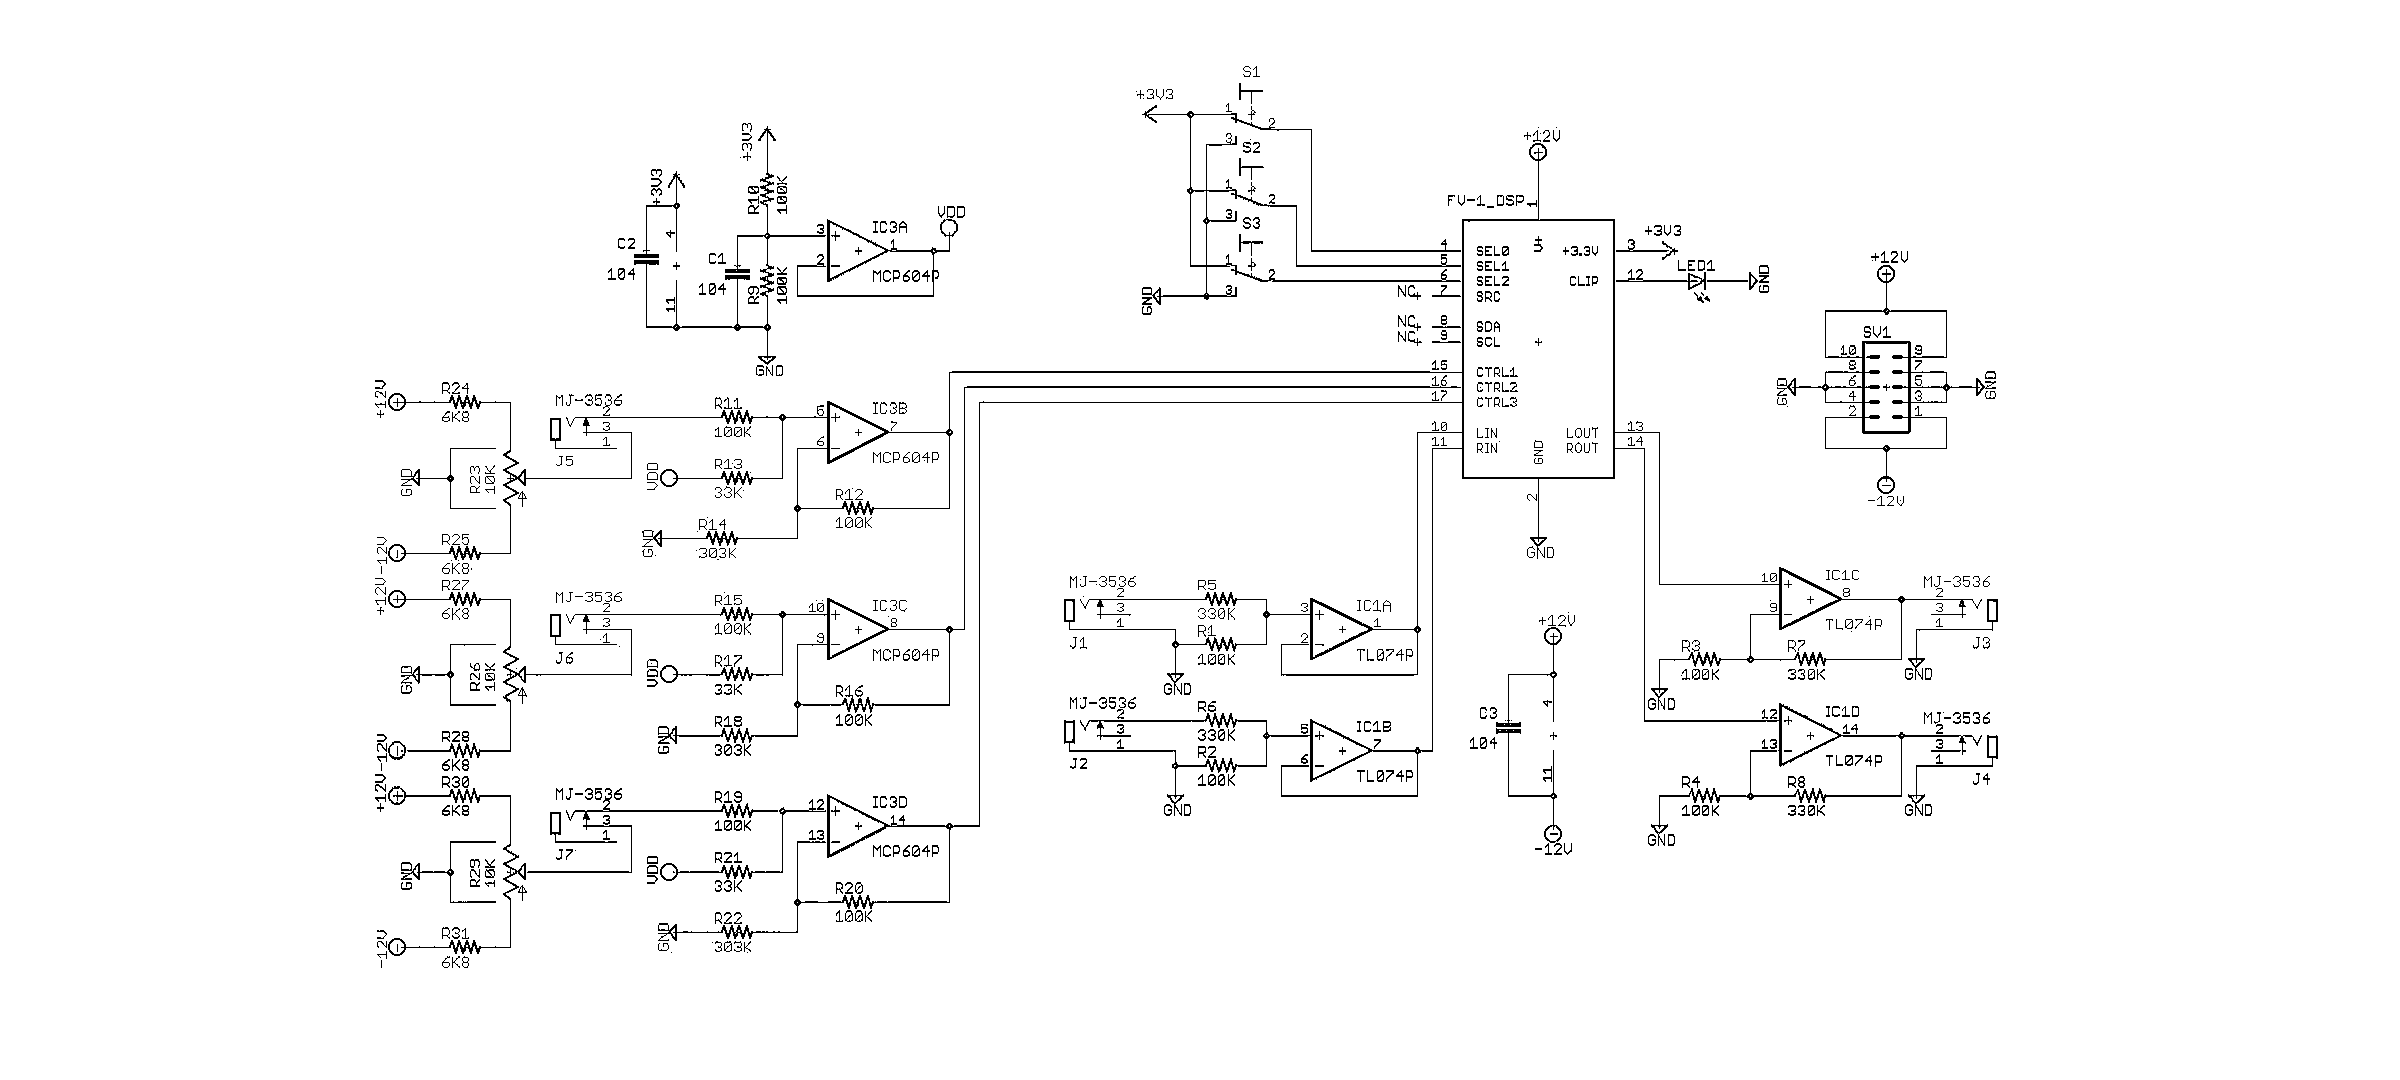 +3V3
4
11
C2
104
+3V3
R10
100K
C1
104
R9
100K
GND
3
2
1
IC3A
MCP604P
VDD
+3V3
S1
1
2
3
S2
1
2
3
S3
1
2
3
GND
+12V
FV-1_DSP
1
V+
4
SEL0
5
SEL1
6
SEL2
NC
7
SRC
NC
8
SDA
NC
9
SCL
15
CTRL1
16
CTRL2
17
CTRL3
10
LIN
11
RIN
+3.3V
3
+3V3
CLIP
12
LED1
GND
LOUT
13
ROUT
14
GND
2
GND
+12V
SV1
10
9
8
7
6
5
4
3
2
1
GND
GND
-12V
+12V
R24
6K8
GND
R23
10K
-12V
R25
6K8
MJ-3536
2
3
1
J5
R11
100K
VDD
R13
33K
GND
R14
303K
5
6
7
IC3B
MCP604P
R12
100K
+12V
R27
6K8
GND
R26
10K
-12V
R28
6K8
MJ-3536
2
3
1
J6
R15
100K
VDD
R17
33K
GND
R18
303K
10
9
8
IC3C
MCP604P
R16
100K
+12V
R30
6K8
GND
R29
10K
-12V
R31
6K8
MJ-3536
2
3
1
J7
R19
100K
VDD
R21
33K
GND
R22
303K
12
13
14
IC3D
MCP604P
R20
100K
MJ-3536
2
3
1
J1
R5
330K
R1
100K
GND
3
2
1
IC1A
TL074P
MJ-3536
2
3
1
J2
R6
330K
R2
100K
GND
5
6
7
IC1B
TL074P
+12V
C3
104
4
11
-12V
10
9
8
IC1C
TL074P
R3
100K
R7
330K
GND
MJ-3536
2
3
1
J3
GND
12
13
14
IC1D
TL074P
R4
100K
R8
330K
GND
MJ-3536
2
3
1
J4
GND